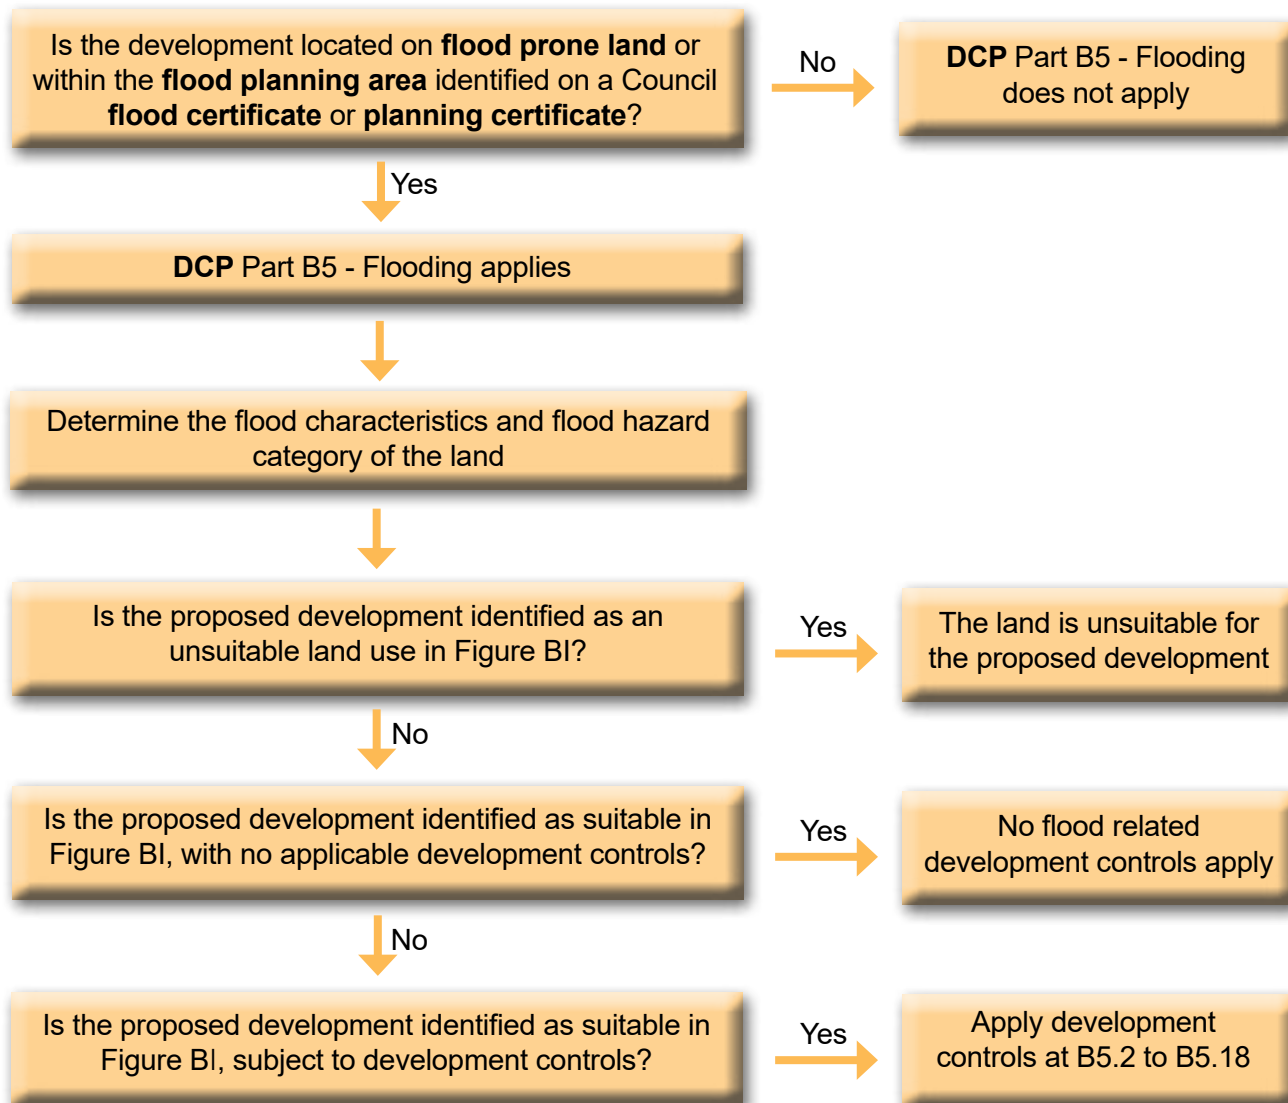 Is the development located on flood prone land or
within the flood planning area identified on a Council
flood certificate or planning certificate?
No
DCP Part B5 - Flooding
does not apply
Yes
DCP Part B5 - Flooding applies
Determine the flood characteristics and flood hazard
category of the land
Is the proposed development identified as an
unsuitable land use in Figure BI?
Yes
The land is unsuitable for
the proposed development
No
Is the proposed development identified as suitable in
Figure BI, with no applicable development controls?
Yes
No flood related
development controls apply
No
Is the proposed development identified as suitable in
Figure BI, subject to development controls?
Yes
Apply development
controls at B5.2 to B5.18